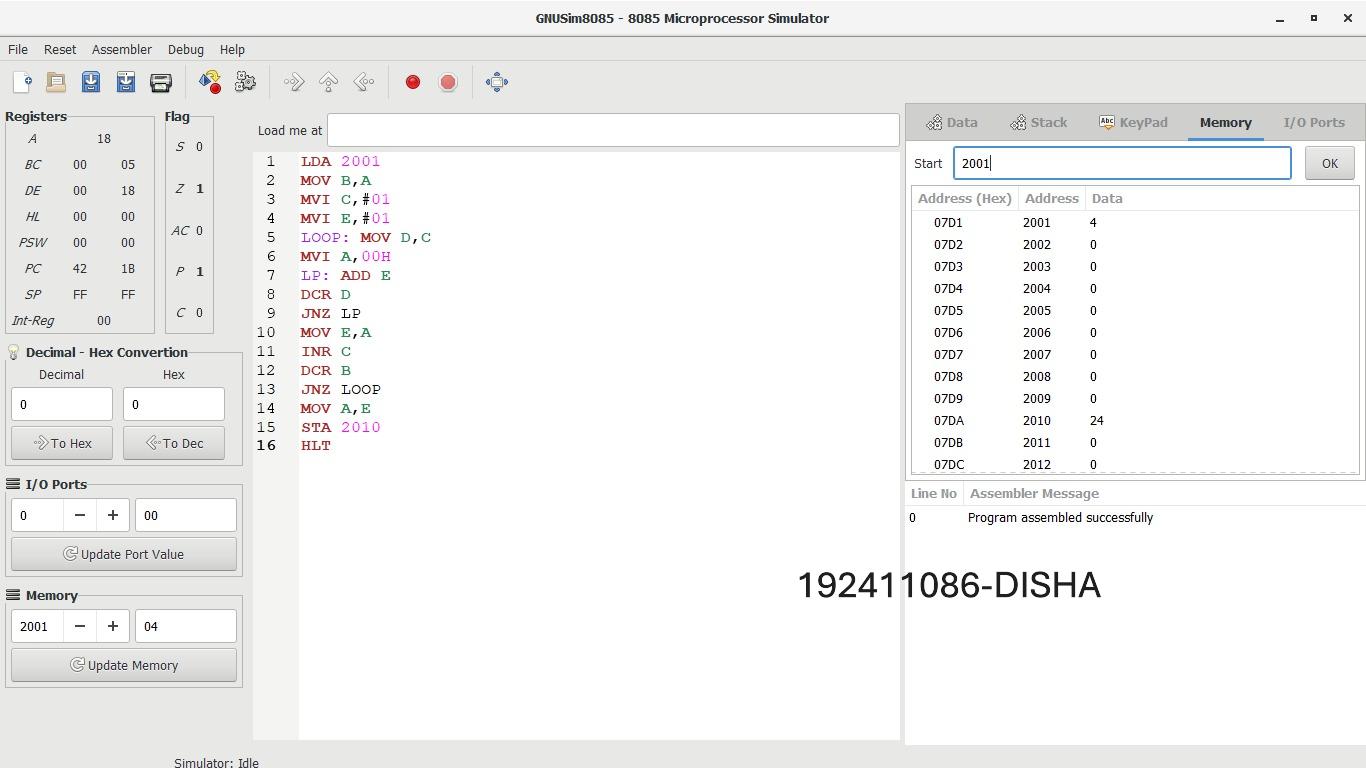 GNUSim8085 - 8085 Microprocessor Simulator
File Reset Assembler Debug Help
Registers
A 18
BC 00 05
DE 00 18
HL 00 00
PSW 00 00
PC 42 1B
SP FF FF
Int-Reg 00
Flag
S 0
Z 1
AC 0
P 1
C 0
Decimal - Hex Convertion
Decimal Hex
0 0
To Hex To Dec
I/O Ports
0 00
Update Port Value
Memory
2001 04
Update Memory
Load me at
1 LDA 2001
2 MOV B,A
3 MVI C,#01
4 MVI E,#01
5 LOOP: MOV D,C
6 MVI A,00H
7 LP: ADD E
8 DCR D
9 JNZ LP
10 MOV E,A
11 INR C
12 DCR B
13 JNZ LOOP
14 MOV A,E
15 STA 2010
16 HLT
Data Stack Abc KeyPad Memory I/O Ports
Start 2001 OK
Address (Hex) Address Data
07D1 2001 4
07D2 2002 0
07D3 2003 0
07D4 2004 0
07D5 2005 0
07D6 2006 0
07D7 2007 0
07D8 2008 0
07D9 2009 0
07DA 2010 24
07DB 2011 0
07DC 2012 0
Line No Assembler Message
0 Program assembled successfully
192411086-DISHA
Simulator: Idle